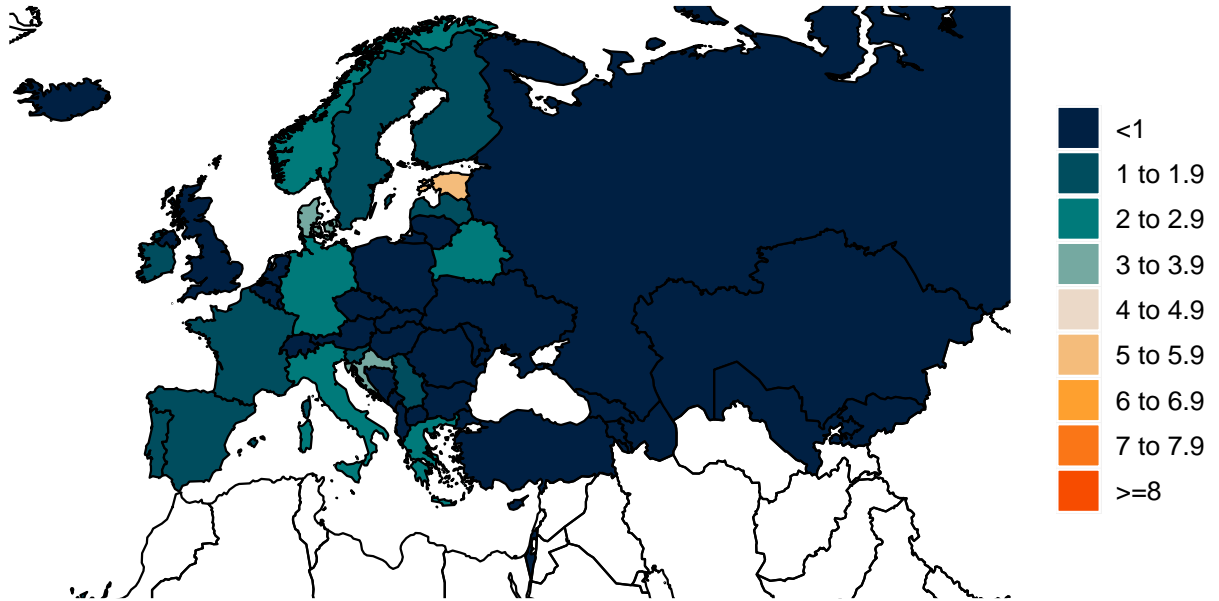 <1
1 to 1.9
2 to 2.9
3 to 3.9
4 to 4.9
5 to 5.9
6 to 6.9
7 to 7.9
>=8